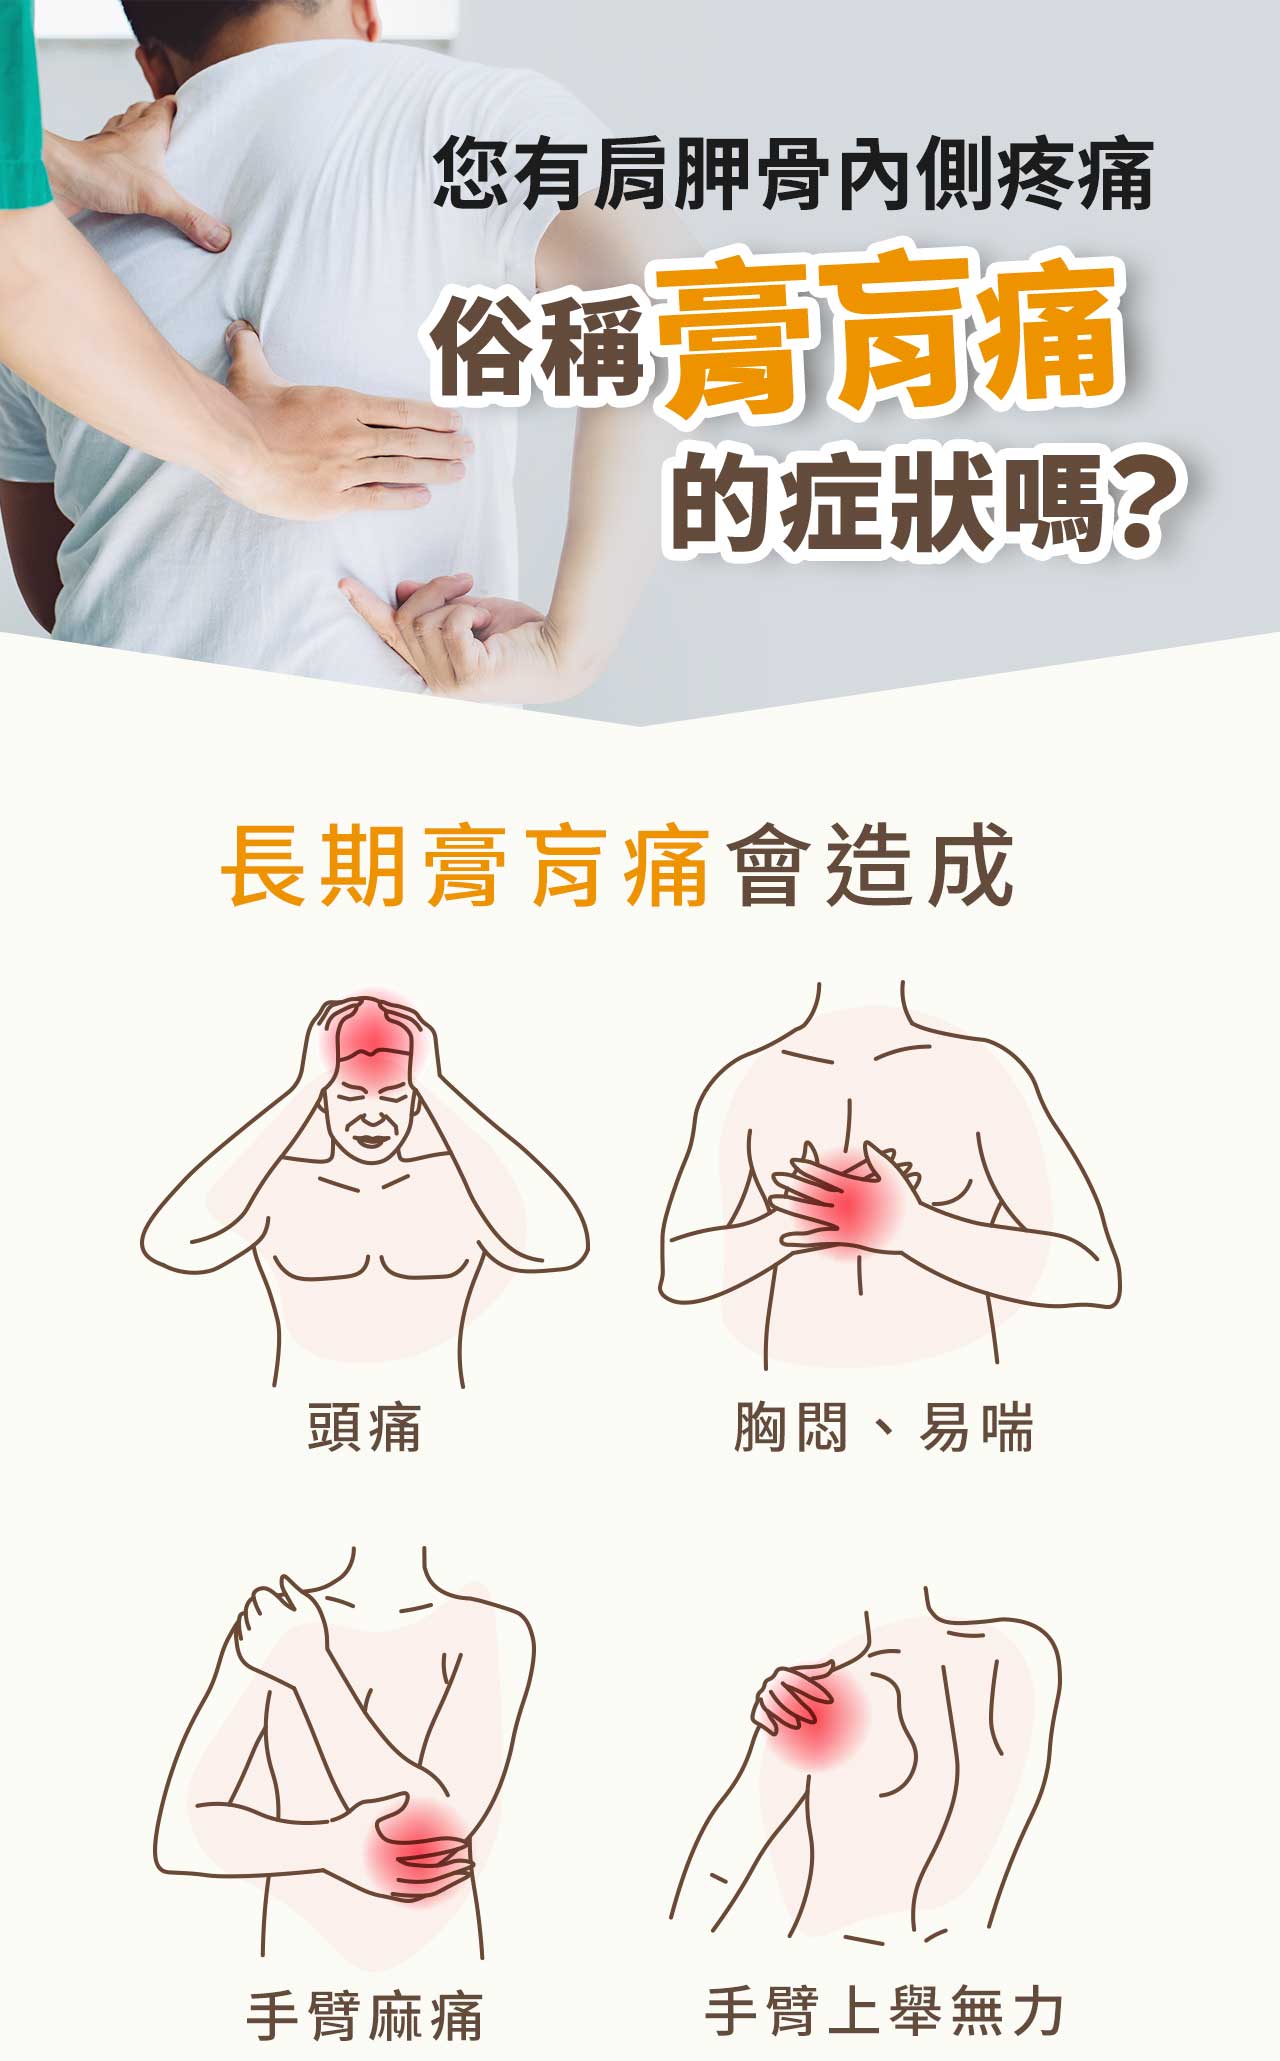 您有肩胛骨內側疼痛
俗稱膏肓痛
的症狀嗎?
長期膏肓痛會造成
頭痛
胸悶、易喘
手臂麻痛
手臂上舉無力